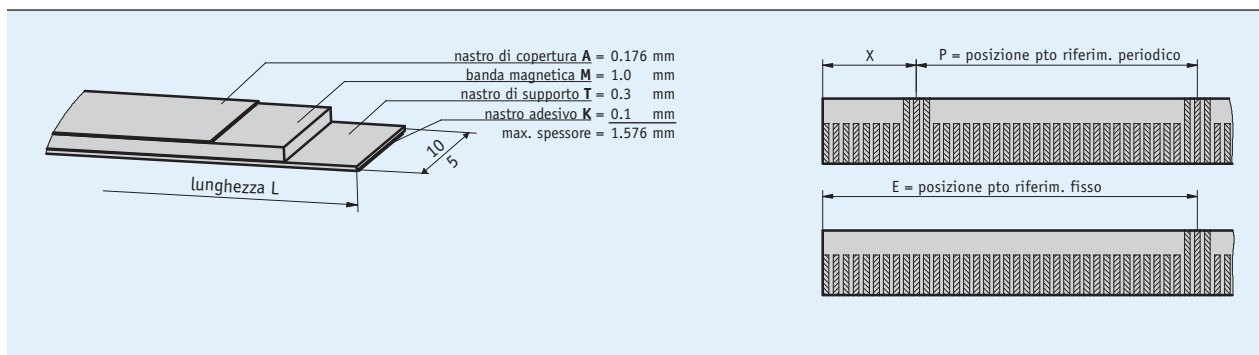 nastro di copertura A = 0.176 mm
banda magnetica M = 1.0 mm
nastro di supporto T = 0.3 mm
nastro adesivo K = 0.1 mm
max. spessore = 1.576 mm
10
5
lunghezza L
X
P = posizione pto riferim. periodico
E = posizione pto riferim. fisso